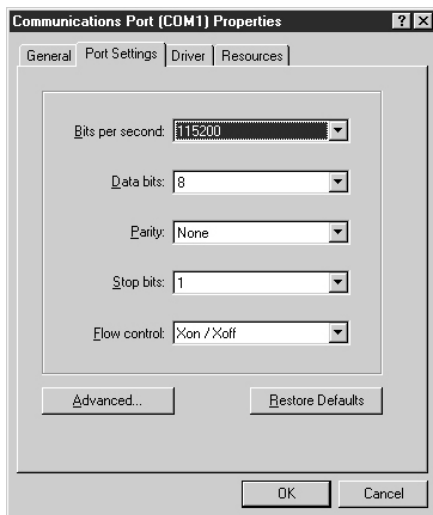 Communications Port (COM1) Properties
General Port Settings Driver Resources
Bits per second: 115200
Data bits: 8
Parity: None
Stop bits: 1
Flow control: Xon / Xoff
Advanced... Restore Defaults
OK Cancel